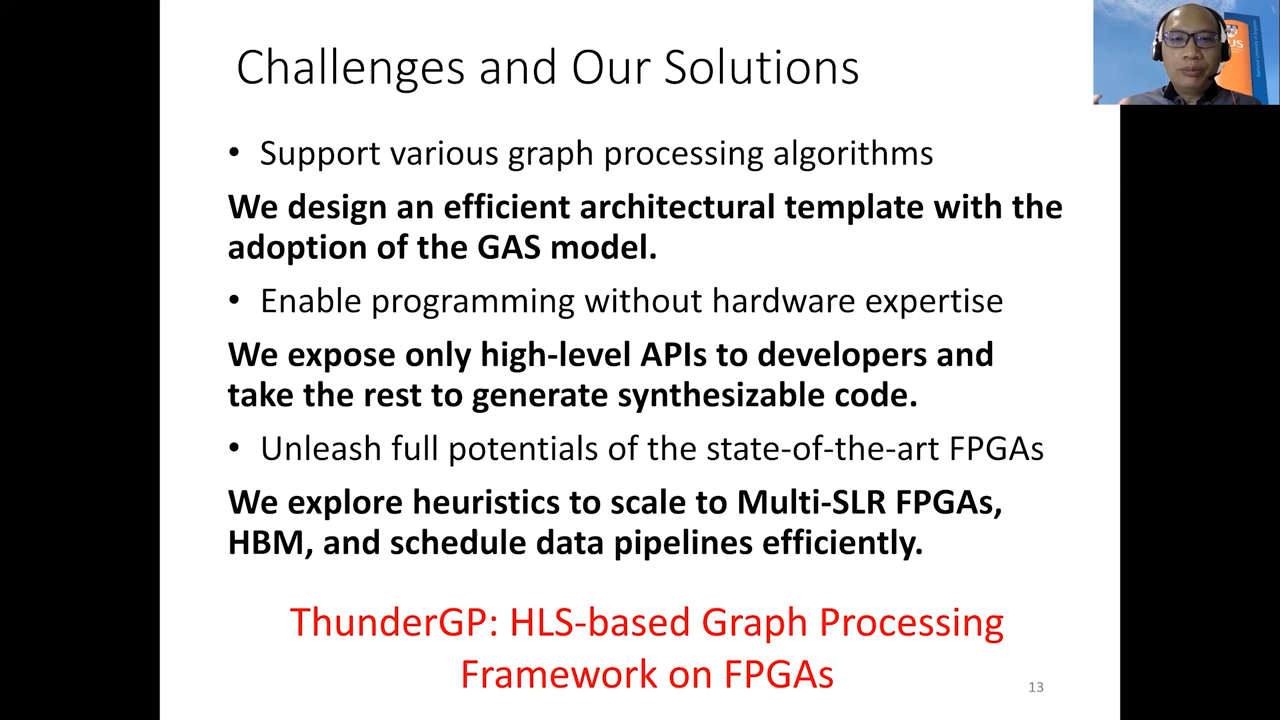 Challenges and Our Solutions
• Support various graph processing algorithms
We design an efficient architectural template with the
adoption of the GAS model.
• Enable programming without hardware expertise
We expose only high-level APIs to developers and
take the rest to generate synthesizable code.
• Unleash full potentials of the state-of-the-art FPGAs
We explore heuristics to scale to Multi-SLR FPGAs,
HBM, and schedule data pipelines efficiently.
ThunderGP: HLS-based Graph Processing
Framework on FPGAs
13